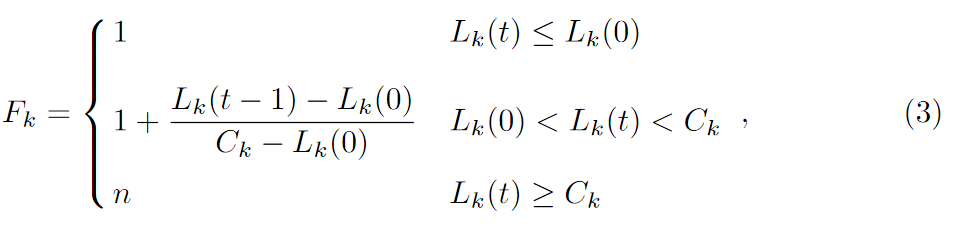 1 L_k(t) ≤ L_k(0)
F_k = { 1 + \frac{L_k(t − 1) − L_k(0)}{C_k − L_k(0)} L_k(0) < L_k(t) < C_k , (3)
n L_k(t) ≥ C_k